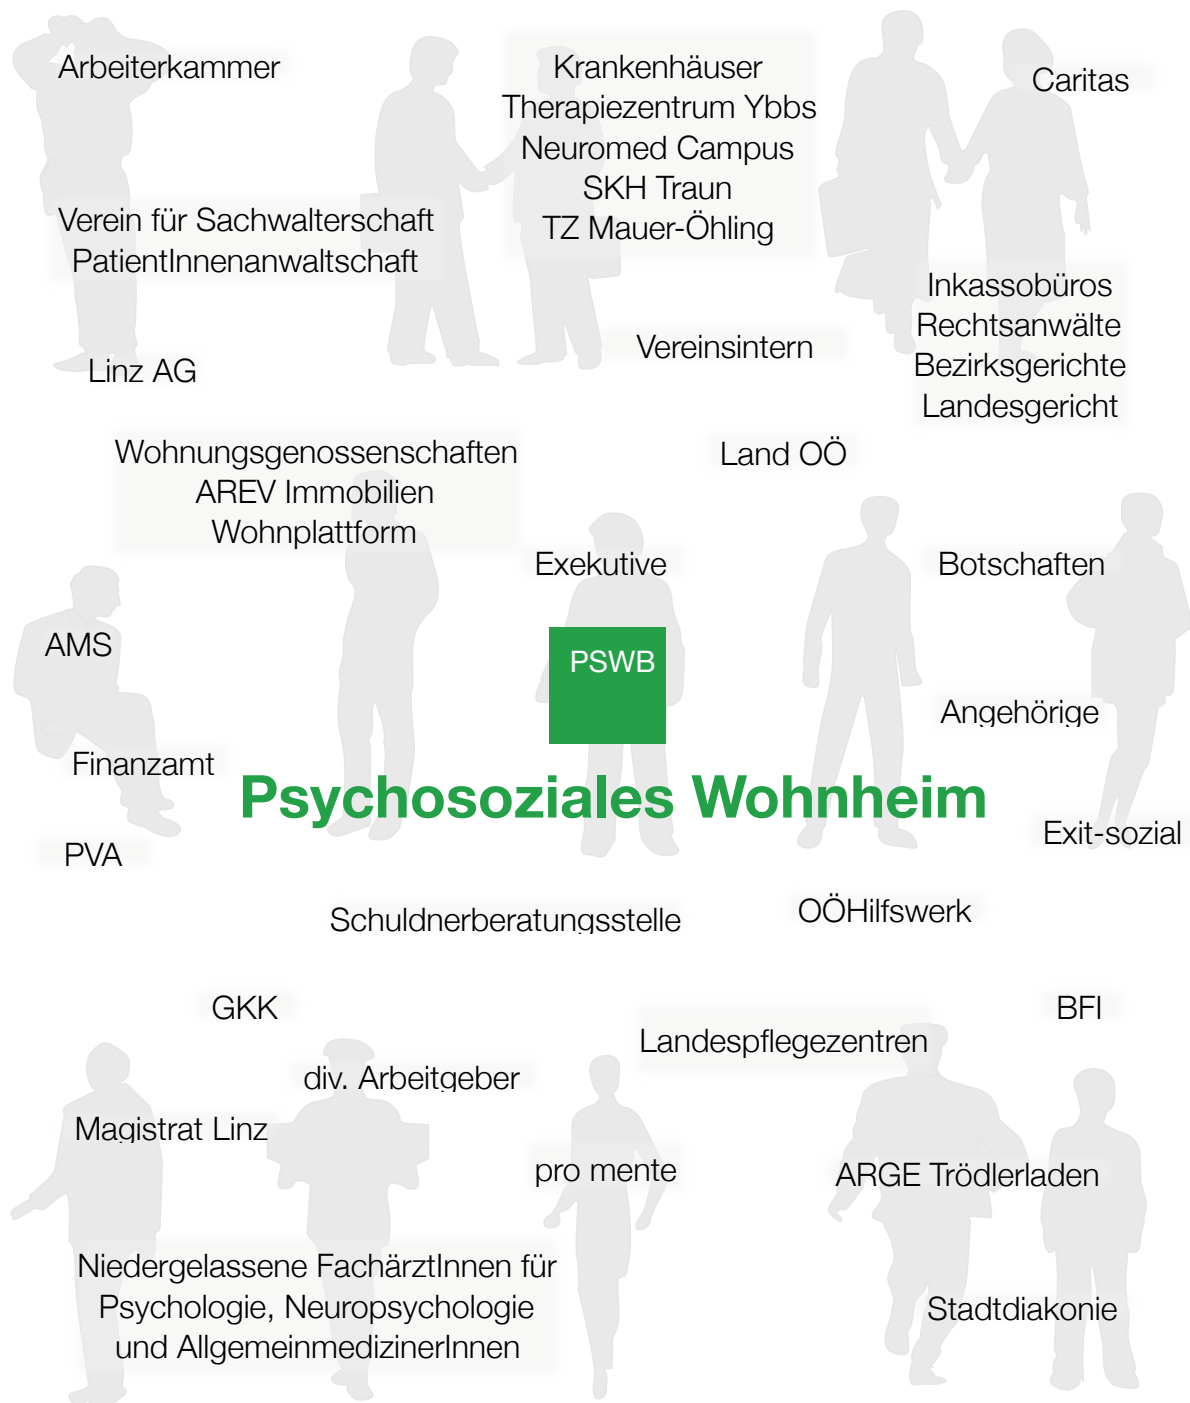 Arbeiterkammer
Krankenhäuser
Therapiezentrum Ybbs
Neuromed Campus
SKH Traun
TZ Mauer-Öhling
Caritas
Verein für Sachwalterschaft
PatientInnenanwaltschaft
Inkassobüros
Rechtsanwälte
Bezirksgerichte
Landesgericht
Vereinsintern
Linz AG
Wohnungsgenossenschaften
AREV Immobilien
Wohnplattform
Land OÖ
Exekutive
Botschaften
AMS
PSWB
Angehörige
Finanzamt
Psychosoziales Wohnheim
Exit-sozial
PVA
Schuldnerberatungsstelle
OÖHilfswerk
GKK
BFI
Landespflegezentren
div. Arbeitgeber
Magistrat Linz
pro mente
ARGE Trödlerladen
Niedergelassene FachärztInnen für
Psychologie, Neuropsychologie
und AllgemeinmedizinerInnen
Stadtdiakonie